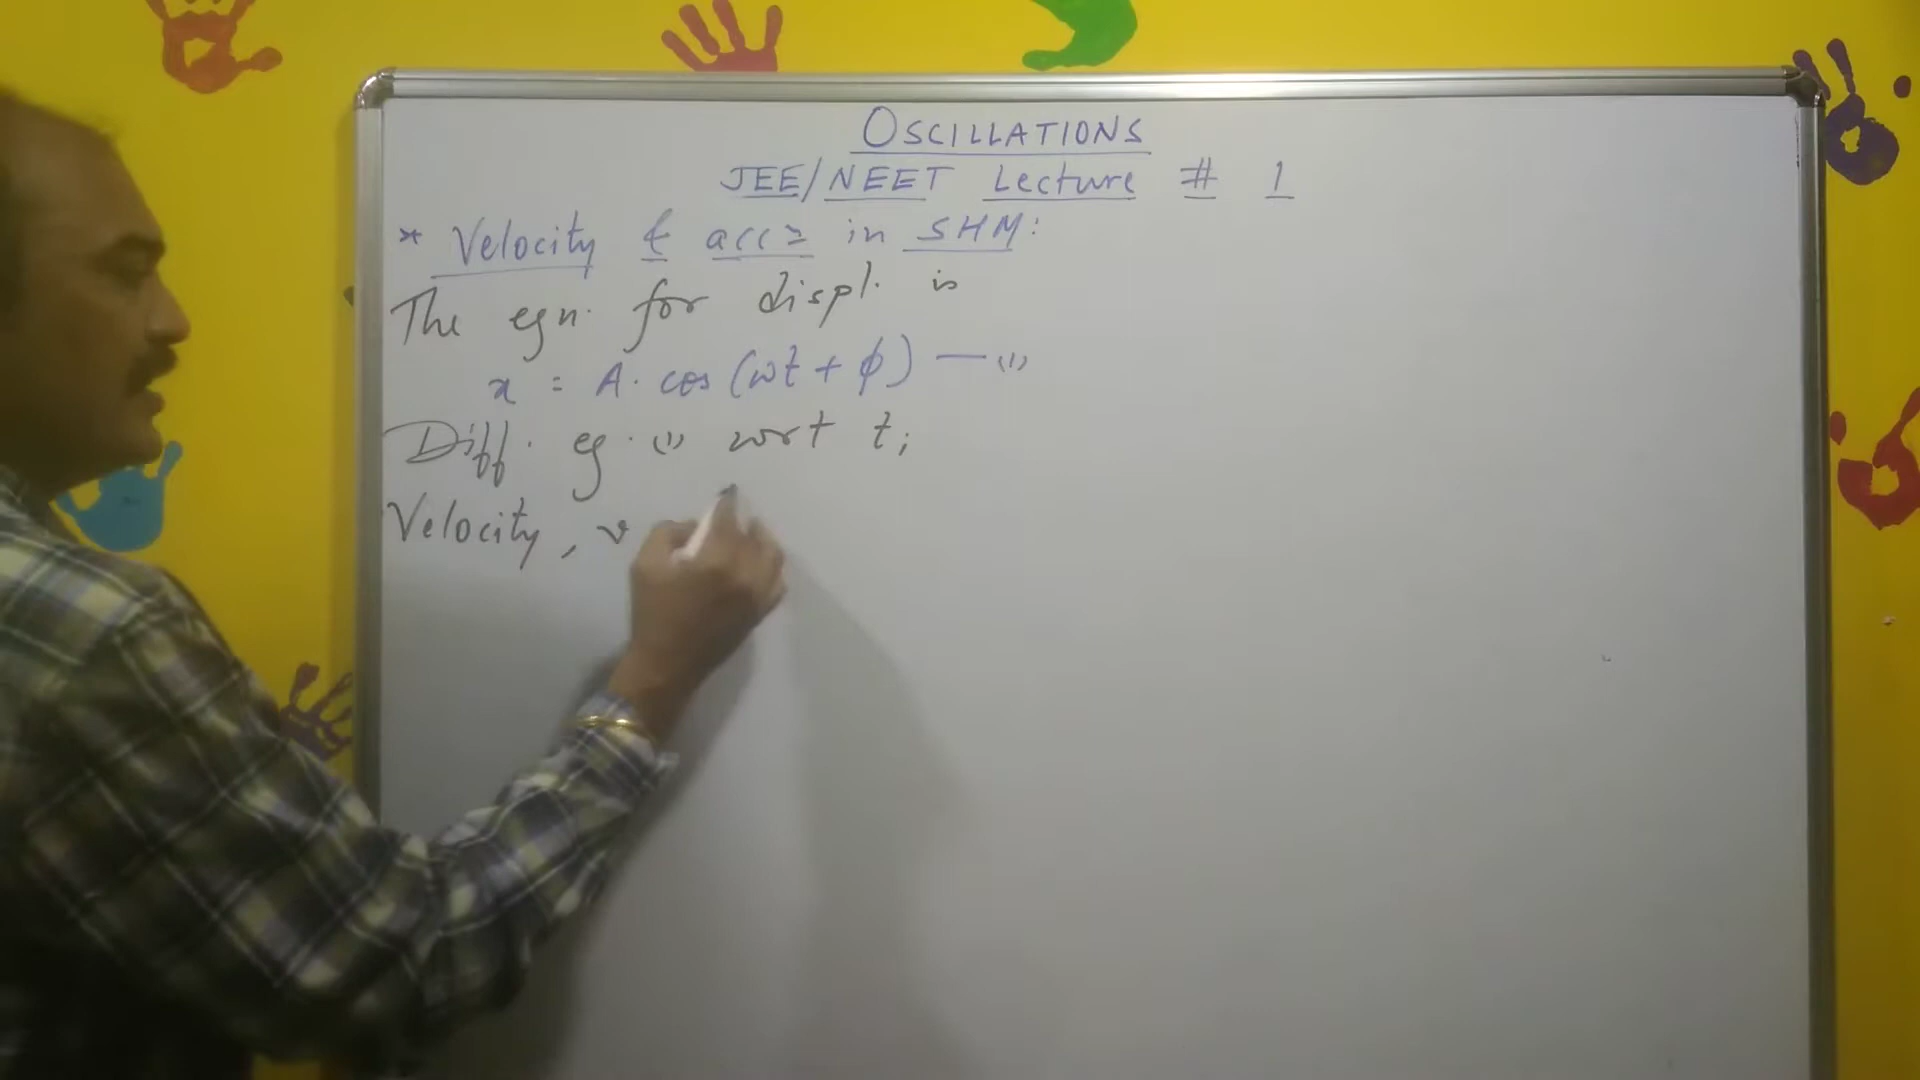 OSCILLATIONS
JEE/NEET Lecture # 1
* Velocity & accn in SHM:
The eqn. for displ. is
x = A. cos (ωt + ϕ) — (1)
Diff. eq. (1) wrt t;
Velocity, v